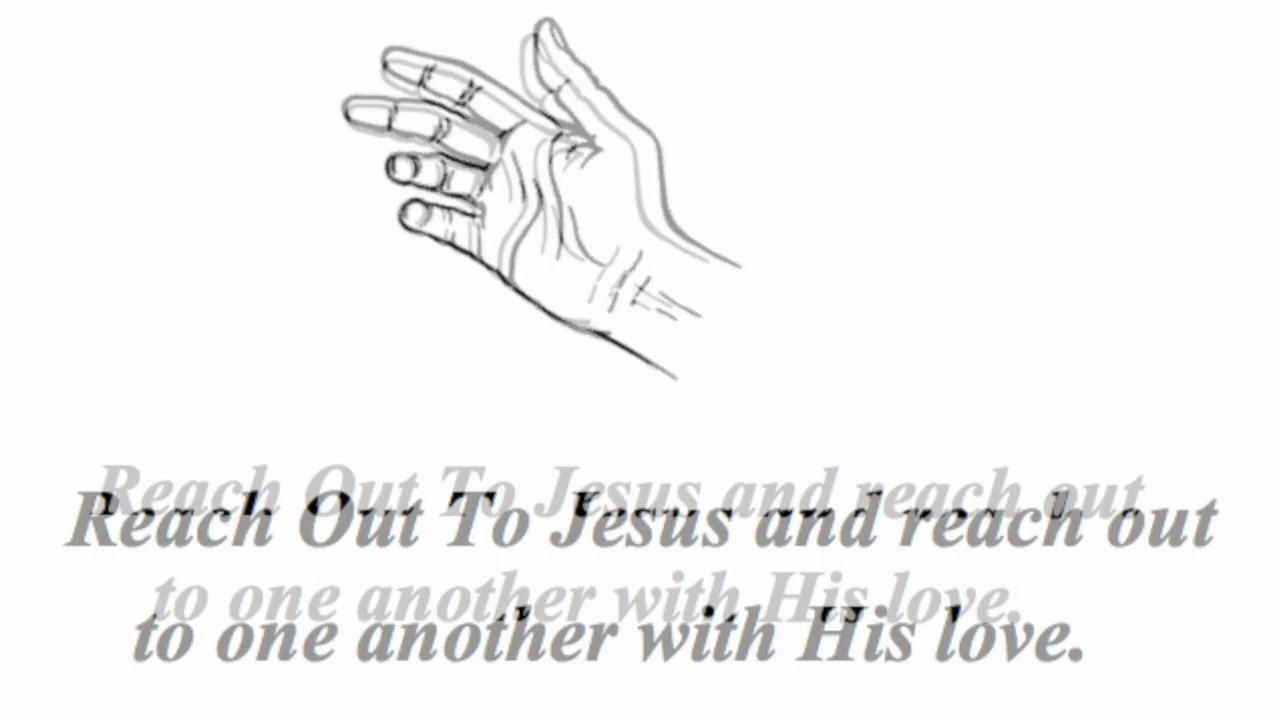 Reach Out To Jesus and reach out
to one another with His love.